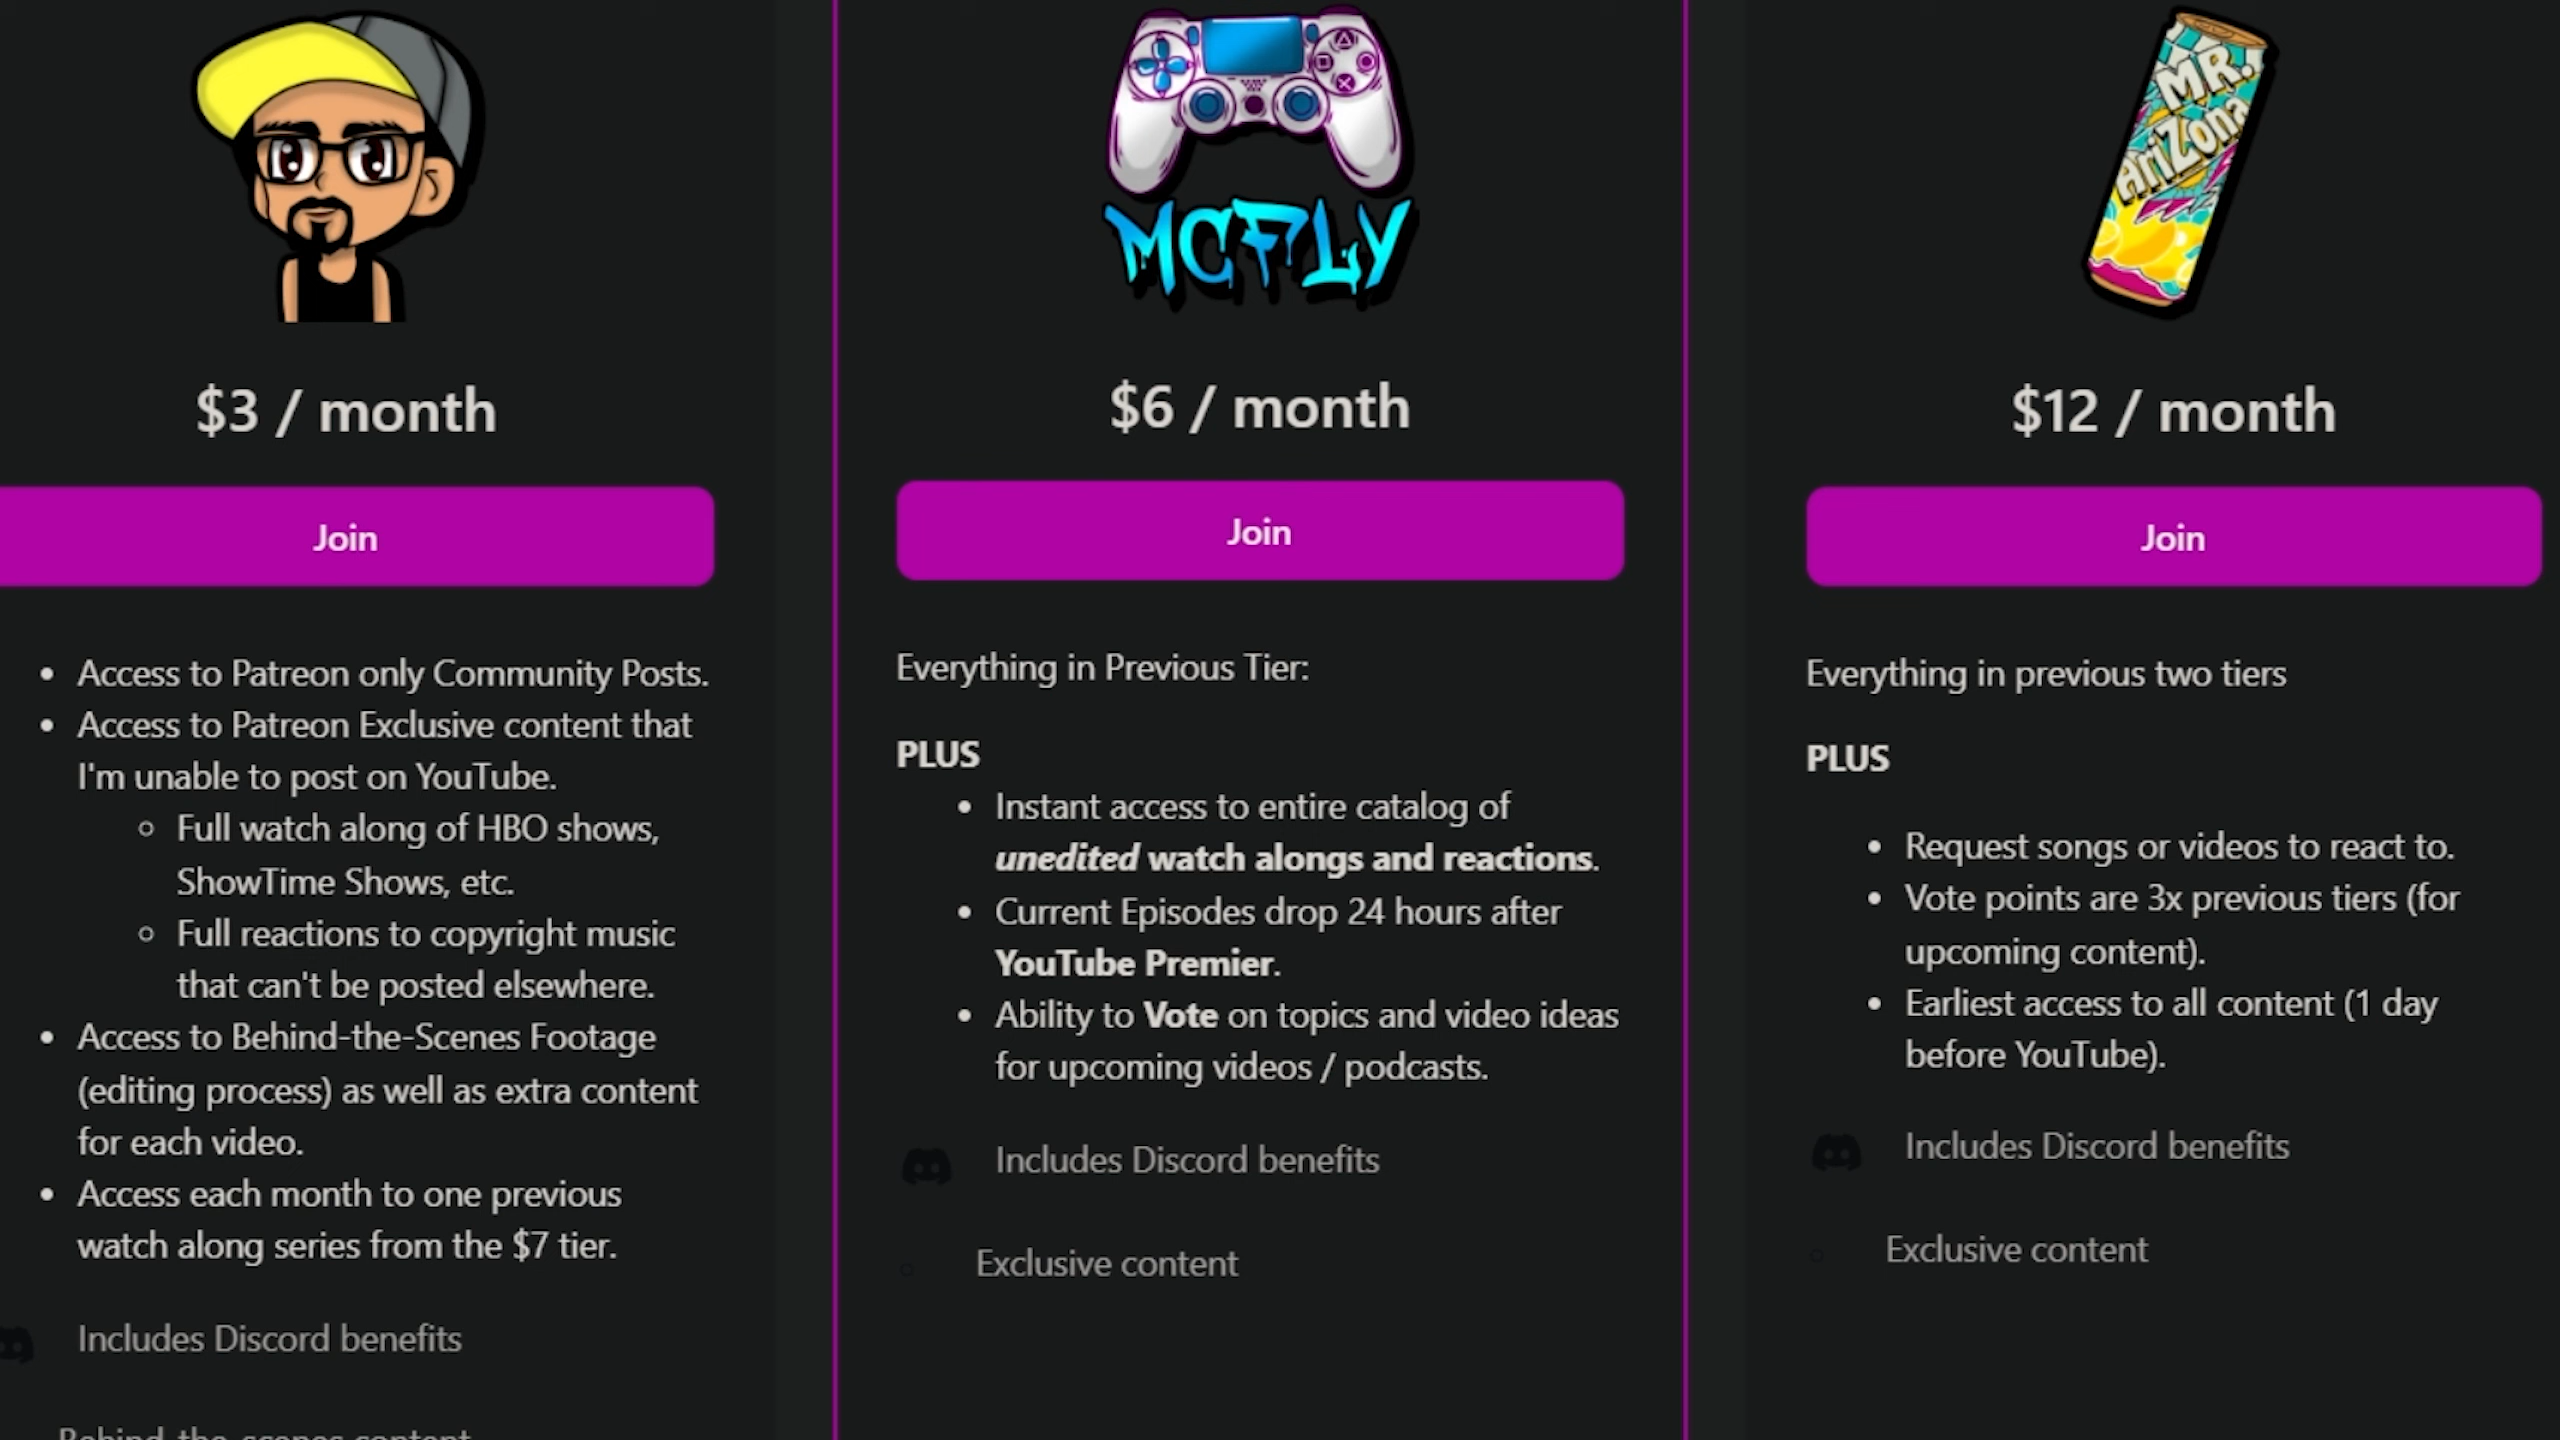 $3 / month
Join
• Access to Patreon only Community Posts.
• Access to Patreon Exclusive content that
I'm unable to post on YouTube.
○ Full watch along of HBO shows,
ShowTime Shows, etc.
○ Full reactions to copyright music
that can't be posted elsewhere.
• Access to Behind-the-Scenes Footage
(editing process) as well as extra content
for each video.
• Access each month to one previous
watch along series from the $7 tier.
Includes Discord benefits
Behind-the-scenes content
MCFLY
$6 / month
Join
Everything in Previous Tier:
PLUS
• Instant access to entire catalog of
unedited watch alongs and reactions.
• Current Episodes drop 24 hours after
YouTube Premier.
• Ability to Vote on topics and video ideas
for upcoming videos / podcasts.
Includes Discord benefits
Exclusive content
MR.
AriZona
$12 / month
Join
Everything in previous two tiers
PLUS
• Request songs or videos to react to.
• Vote points are 3x previous tiers (for
upcoming content).
• Earliest access to all content (1 day
before YouTube).
Includes Discord benefits
Exclusive content